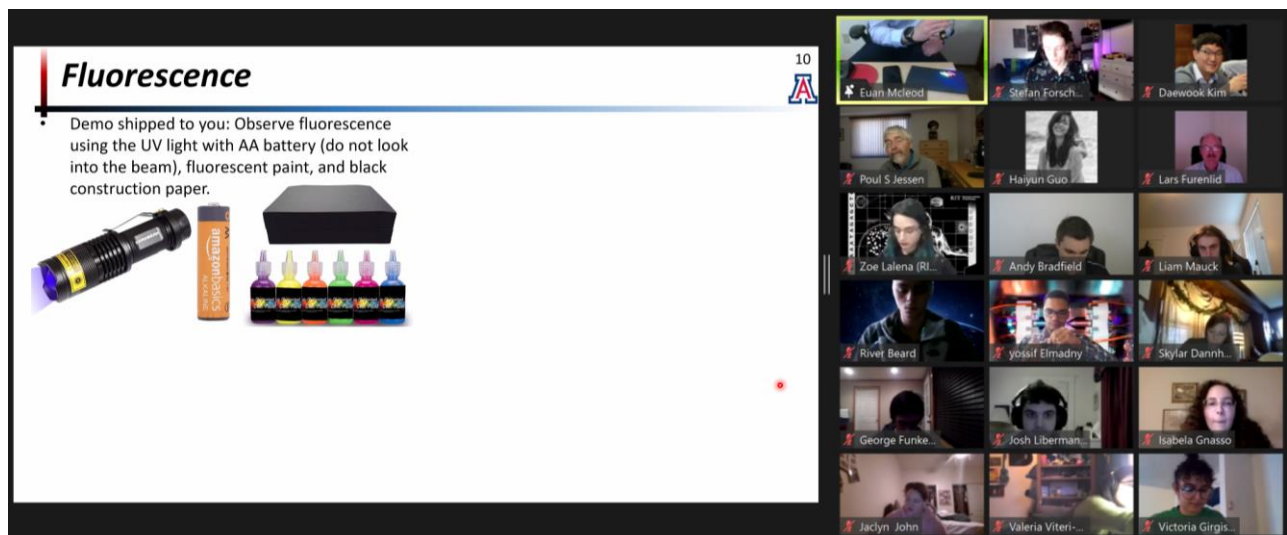 Fluorescence
10
A
• Demo shipped to you: Observe fluorescence
using the UV light with AA battery (do not look
into the beam), fluorescent paint, and black
construction paper.
amazonbasics
ALKALINE
AA
Euan Mcleod
Stefan Forsch...
Daewook Kim
Poul S Jessen
Haiyun Guo
Lars Furenlid
Zoe Lalena (RI...
Andy Bradfield
Liam Mauck
River Beard
yossif Elmadny
Skylar Dannh...
George Funke...
Josh Liberman...
Isabela Gnasso
Jaclyn John
Valeria Viteri-...
Victoria Girgis...